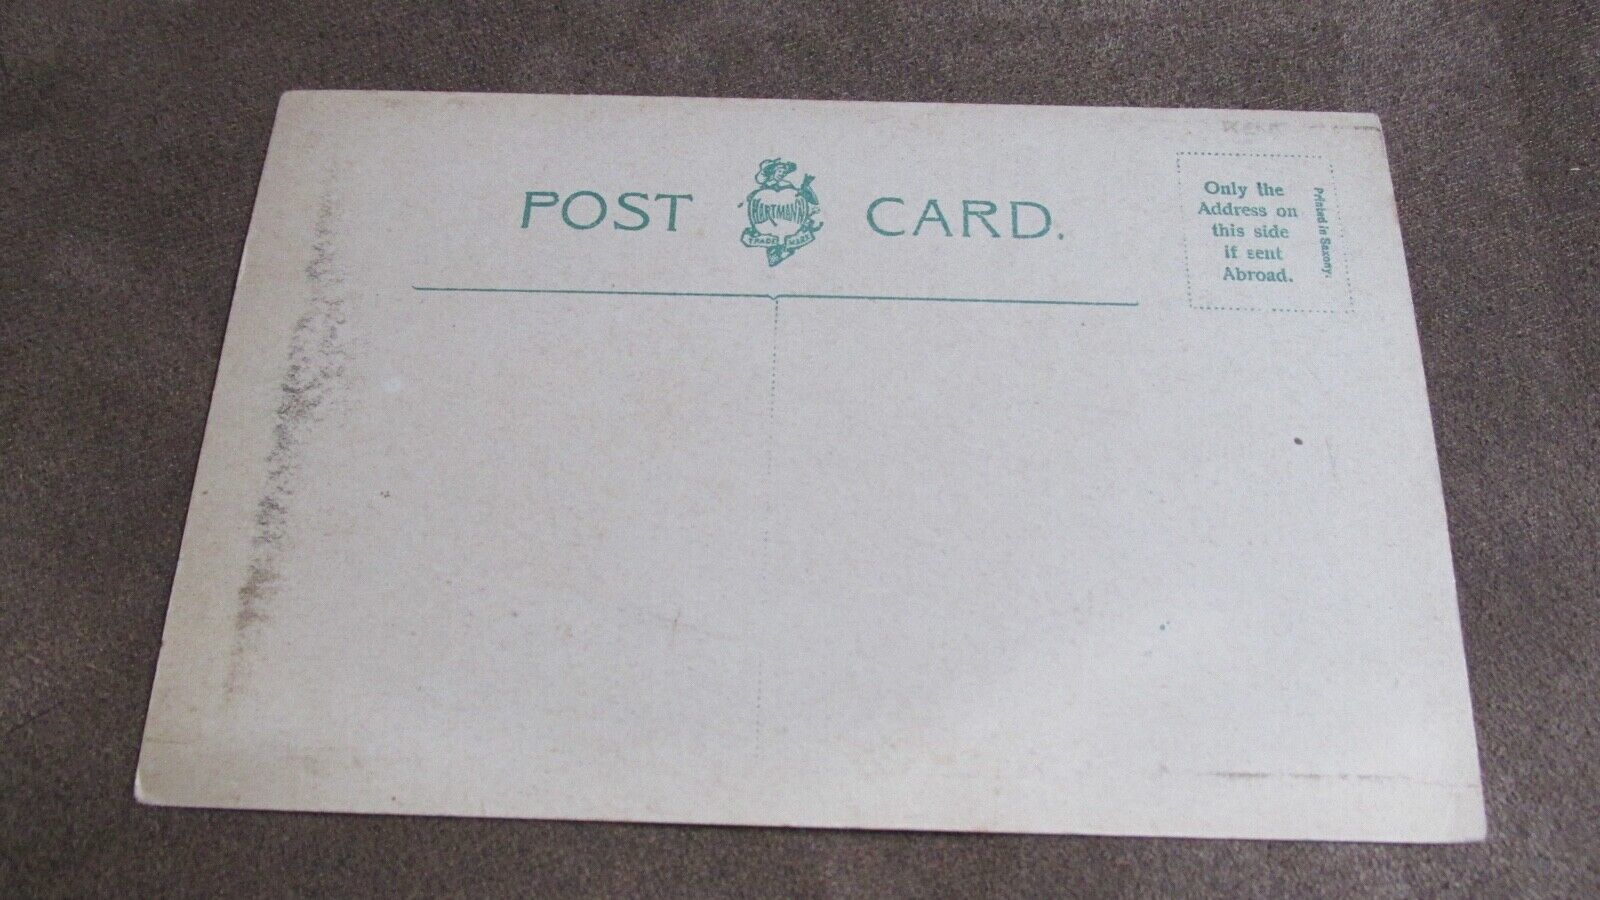 POST CARD.
HARTMANN
TRADE MARK
Only the
Address on
this side
if sent
Abroad.
Printed in Saxony.